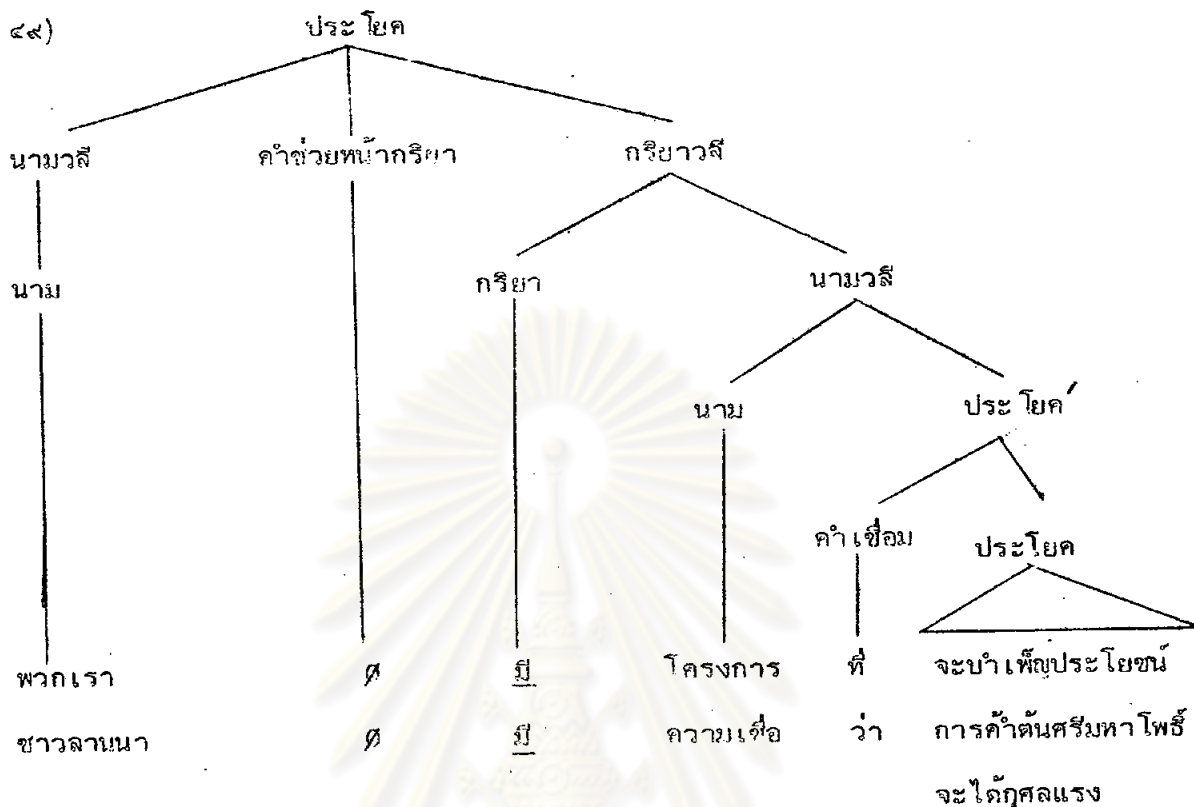 ๔๙)
ประโยค
นามวลี คำช่วยหน้ากริยา กริยาวลี
นาม กริยา นามวลี
นาม ประโยค′
คำเชื่อม ประโยค
พวกเรา ∅ มี โครงการ ที่ จะบำเพ็ญประโยชน์
ชาวลานนา ∅ มี ความเชื่อ ว่า การค้ำต้นศรีมหาโพธิ์
จะได้กุศลแรง